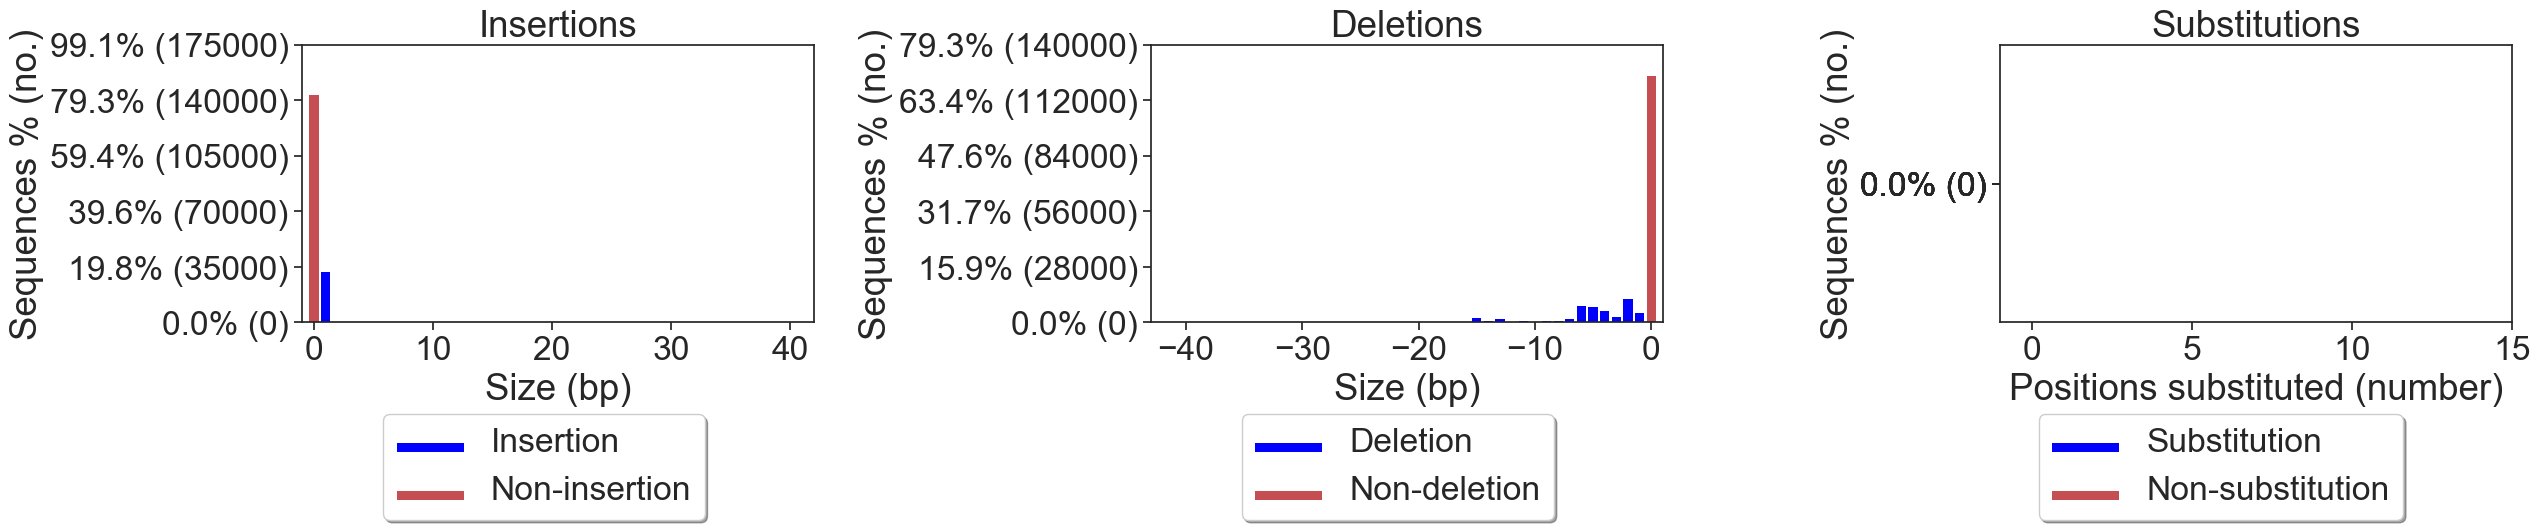 Insertions
Sequences % (no.)
99.1% (175000)
79.3% (140000)
59.4% (105000)
39.6% (70000)
19.8% (35000)
0.0% (0)
0 10 20 30 40
Size (bp)
Insertion
Non-insertion
Deletions
Sequences % (no.)
79.3% (140000)
63.4% (112000)
47.6% (84000)
31.7% (56000)
15.9% (28000)
0.0% (0)
−40 −30 −20 −10 0
Size (bp)
Deletion
Non-deletion
Substitutions
Sequences % (no.)
0.0% (0)
0 5 10 15
Positions substituted (number)
Substitution
Non-substitution